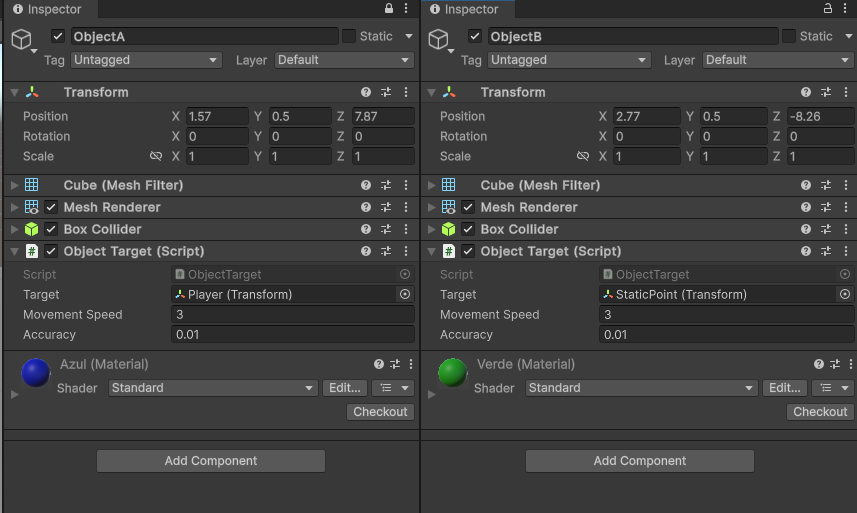 Inspector
ObjectA
Static
Tag Untagged Layer Default
Transform
Position X 1.57 Y 0.5 Z 7.87
Rotation X 0 Y 0 Z 0
Scale X 1 Y 1 Z 1
Cube (Mesh Filter)
Mesh Renderer
Box Collider
# Object Target (Script)
Script # ObjectTarget
Target Player (Transform)
Movement Speed 3
Accuracy 0.01
Azul (Material)
Shader Standard Edit...
Checkout
Add Component
Inspector
ObjectB
Static
Tag Untagged Layer Default
Transform
Position X 2.77 Y 0.5 Z -8.26
Rotation X 0 Y 0 Z 0
Scale X 1 Y 1 Z 1
Cube (Mesh Filter)
Mesh Renderer
Box Collider
# Object Target (Script)
Script # ObjectTarget
Target StaticPoint (Transform)
Movement Speed 3
Accuracy 0.01
Verde (Material)
Shader Standard Edit...
Checkout
Add Component